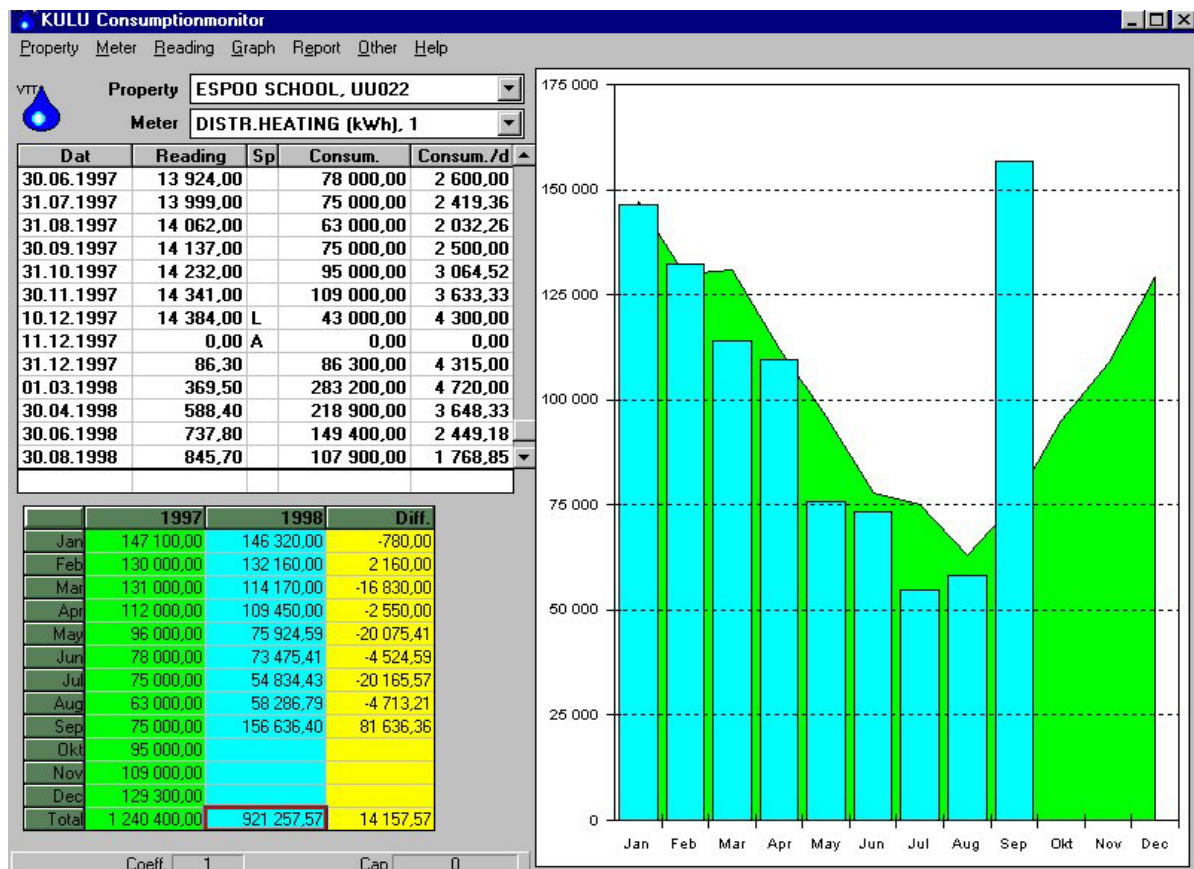 KULU Consumptionmonitor
Property Meter Reading Graph Report Other Help
VTT
Property ESPOO SCHOOL, UU022
Meter DISTR.HEATING (kWh), 1
Dat Reading Sp Consum. Consum./d
30.06.1997 13 924,00 78 000,00 2 600,00
31.07.1997 13 999,00 75 000,00 2 419,36
31.08.1997 14 062,00 63 000,00 2 032,26
30.09.1997 14 137,00 75 000,00 2 500,00
31.10.1997 14 232,00 95 000,00 3 064,52
30.11.1997 14 341,00 109 000,00 3 633,33
10.12.1997 14 384,00 L 43 000,00 4 300,00
11.12.1997 0,00 A 0,00 0,00
31.12.1997 86,30 86 300,00 4 315,00
01.03.1998 369,50 283 200,00 4 720,00
30.04.1998 588,40 218 900,00 3 648,33
30.06.1998 737,80 149 400,00 2 449,18
30.08.1998 845,70 107 900,00 1 768,85
1997 1998 Diff.
Jan 147 100,00 146 320,00 -780,00
Feb 130 000,00 132 160,00 2 160,00
Mar 131 000,00 114 170,00 -16 830,00
Apr 112 000,00 109 450,00 -2 550,00
May 96 000,00 75 924,59 -20 075,41
Jun 78 000,00 73 475,41 -4 524,59
Jul 75 000,00 54 834,43 -20 165,57
Aug 63 000,00 58 286,79 -4 713,21
Sep 75 000,00 156 636,40 81 636,36
Okt 95 000,00
Nov 109 000,00
Dec 129 300,00
Total 1 240 400,00 921 257,57 14 157,57
Coeff. 1 Cap 0
175 000
150 000
125 000
100 000
75 000
50 000
25 000
0
Jan Feb Mar Apr May Jun Jul Aug Sep Okt Nov Dec